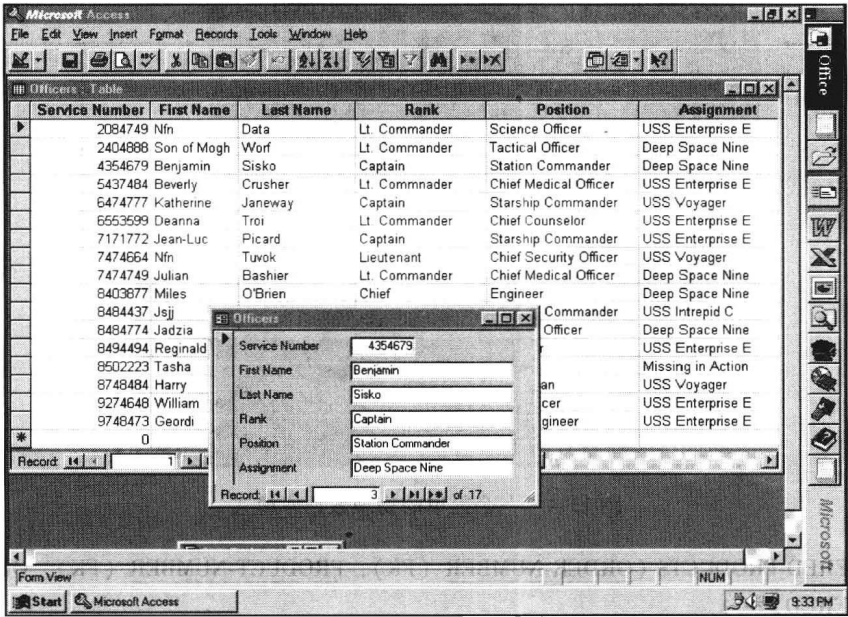 Microsoft Access
File Edit View Insert Format Records Tools Window Help
Office
Officers : Table
Service Number First Name Last Name Rank Position Assignment
2084749 Nfn Data Lt. Commander Science Officer USS Enterprise E
2404888 Son of Mogh Worf Lt. Commander Tactical Officer Deep Space Nine
4354679 Benjamin Sisko Captain Station Commander Deep Space Nine
5437484 Beverly Crusher Lt. Commnader Chief Medical Officer USS Enterprise E
6474777 Katherine Janeway Captain Starship Commander USS Voyager
6553599 Deanna Troi Lt. Commnader Chief Counselor USS Enterprise E
7171772 Jean-Luc Picard Captain Starship Commander USS Enterprise E
7474664 Nfn Tuvok Lieutenant Chief Security Officer USS Voyager
7474749 Julian Bashier Lt. Commander Chief Medical Officer Deep Space Nine
8403877 Miles O'Brien Chief Engineer Deep Space Nine
8484437 Jsjj Commander USS Intrepid C
8484774 Jadzia Officer Deep Space Nine
8494494 Reginald r USS Enterprise E
8502223 Tasha Missing in Action
8748484 Harry an USS Voyager
9274648 William cer USS Enterprise E
9748473 Geordi gineer USS Enterprise E
0
Record: 1
Officers
Service Number 4354679
First Name Benjamin
Last Name Sisko
Rank Captain
Position Station Commander
Assignment Deep Space Nine
Record: 3 of 17
Microsoft
Form View NUM
Start Microsoft Access 9:33 PM